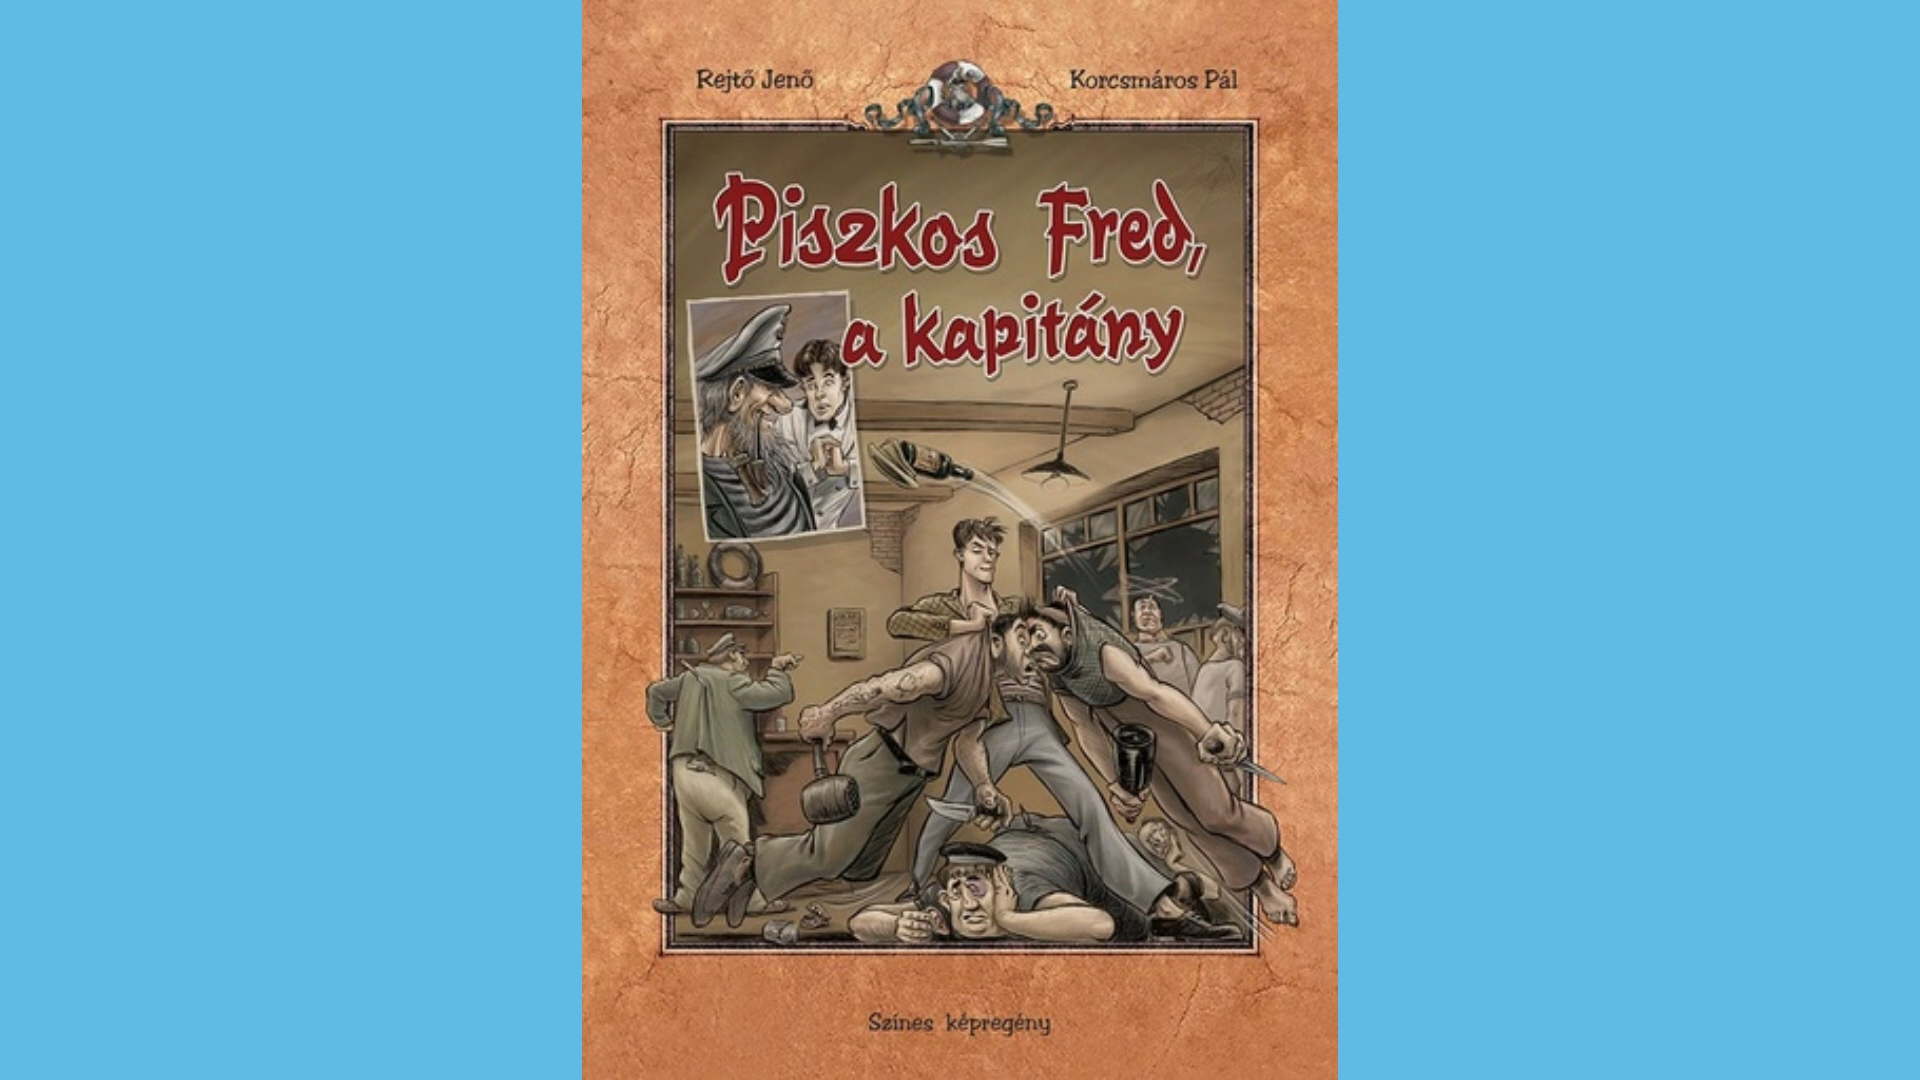 Rejtő Jenő
Korcsmáros Pál
Piszkos Fred,
a kapitány
Színes képregény